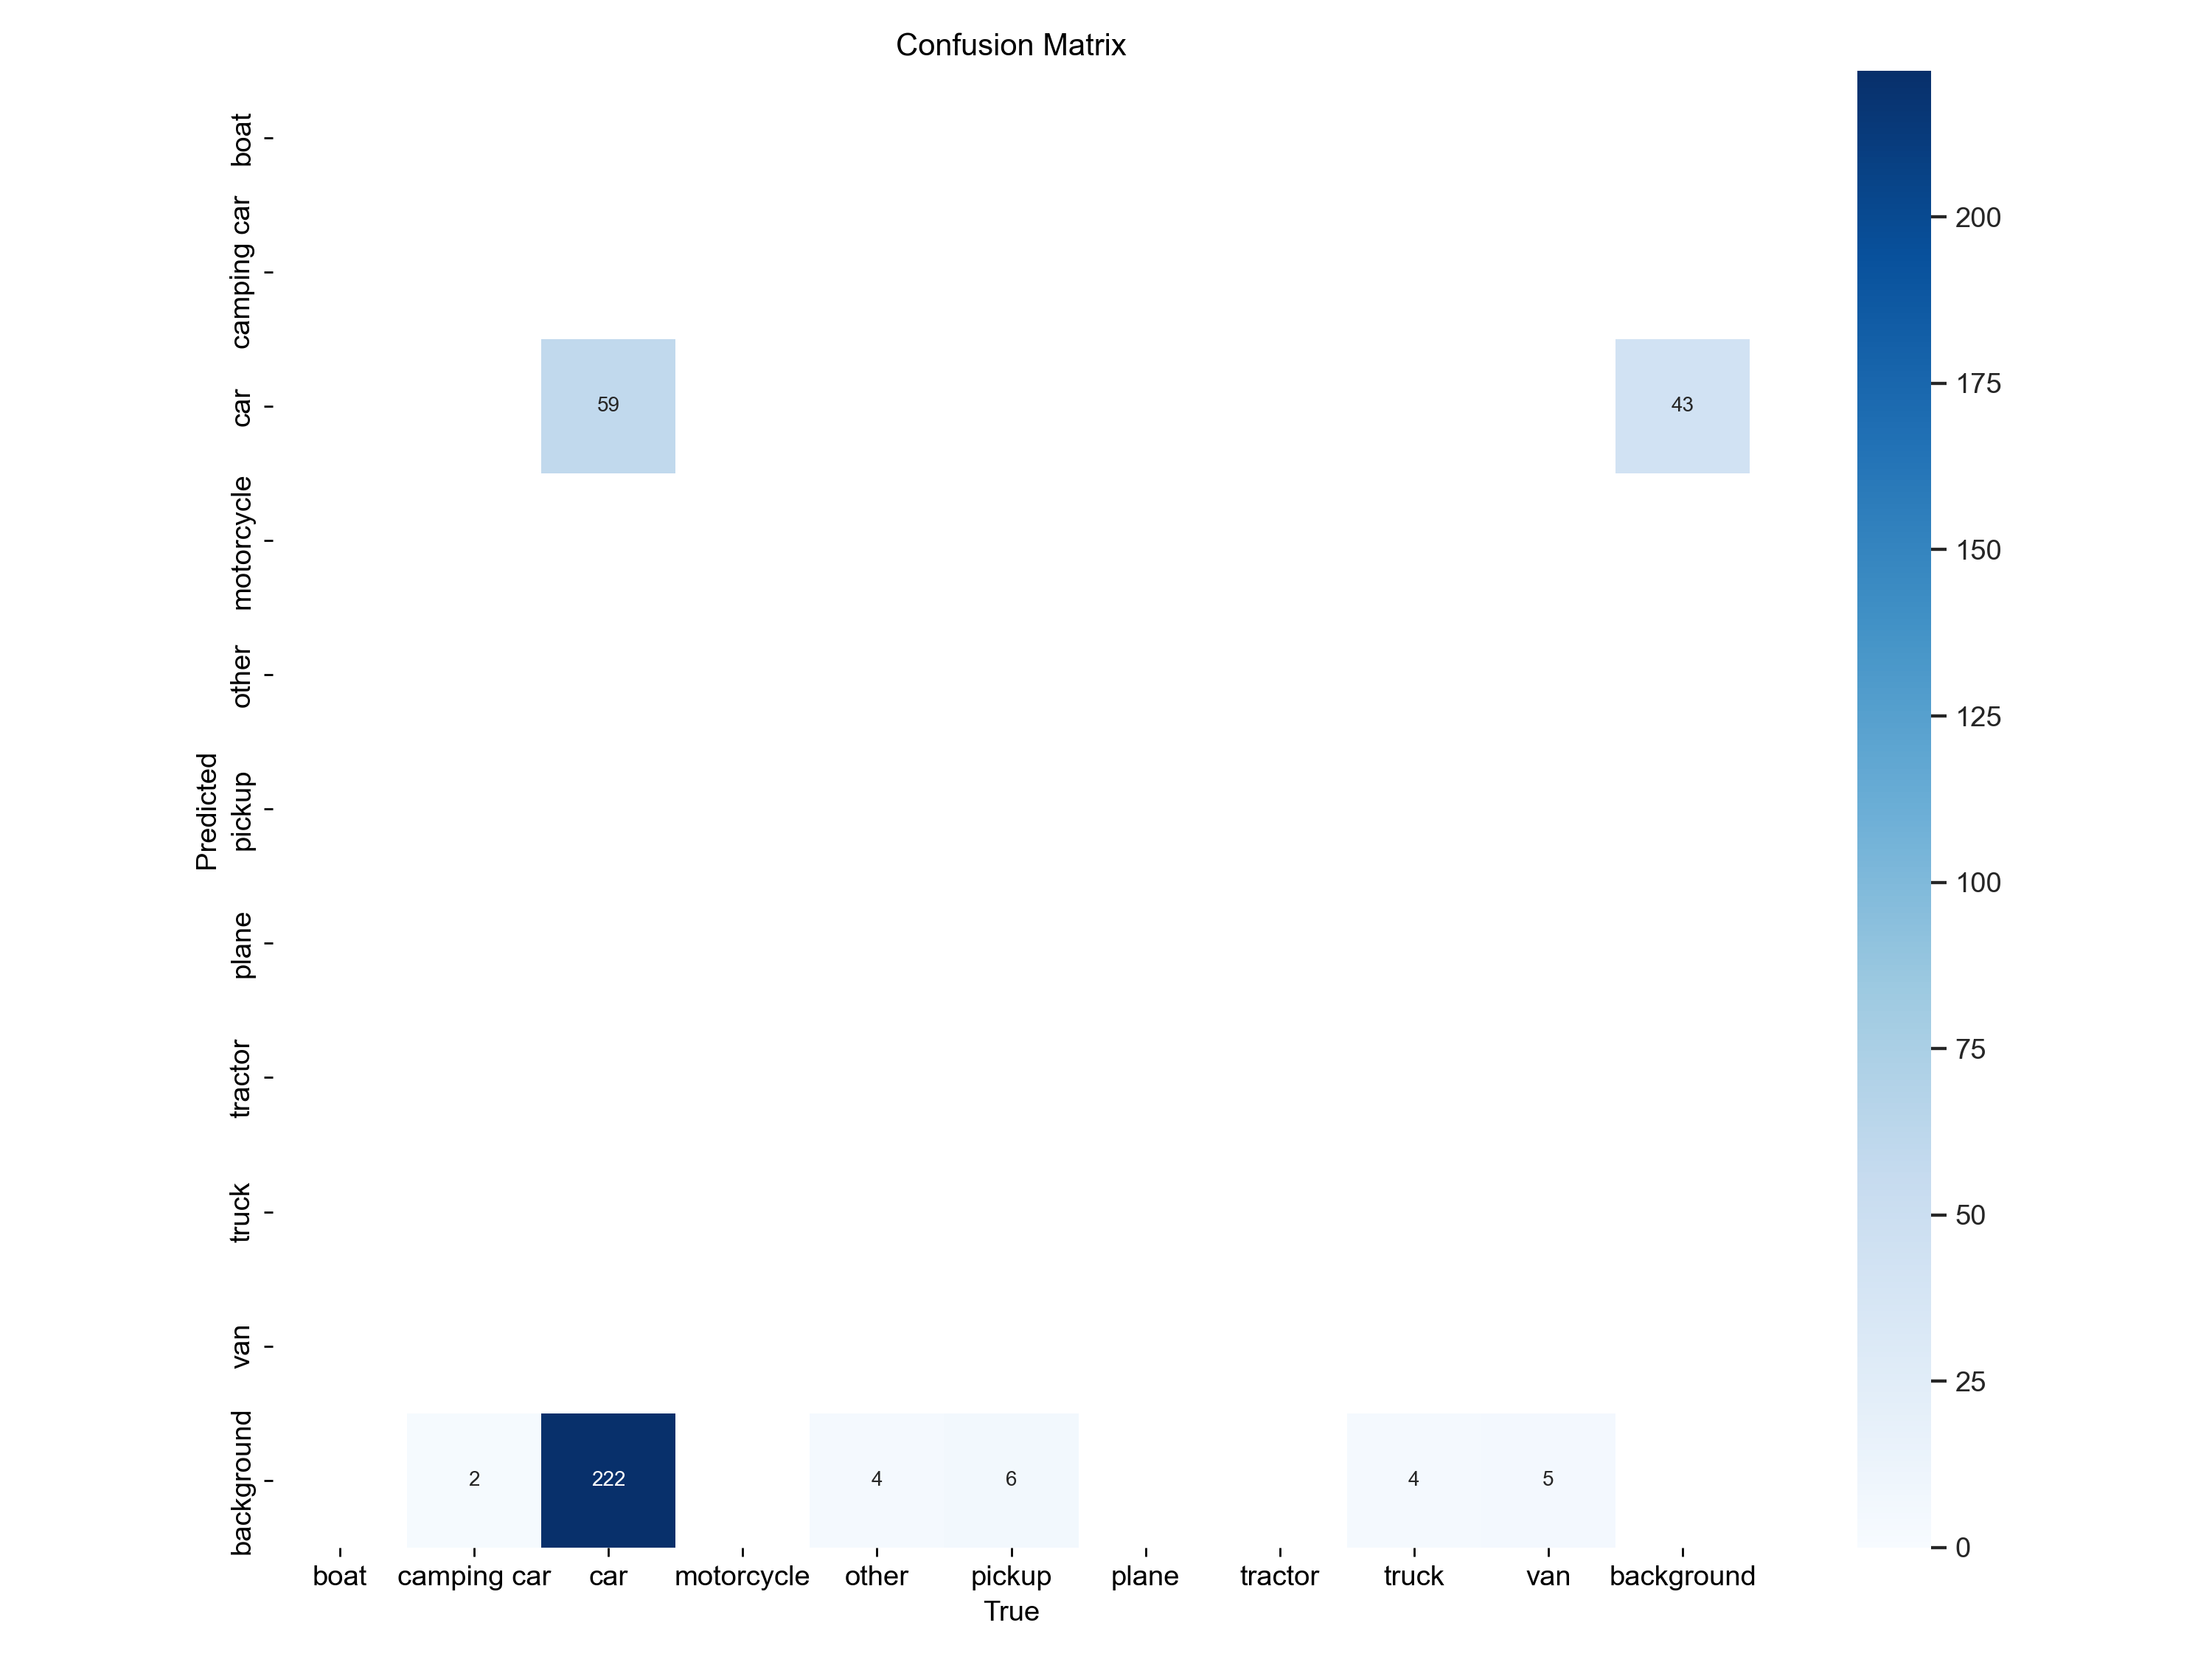 Confusion Matrix
boat
camping car
car
motorcycle
other
pickup
plane
tractor
truck
van
background
Predicted
59
43
2
222
4
6
4
5
boat
camping car
car
motorcycle
other
pickup
plane
tractor
truck
van
background
True
200
175
150
125
100
75
50
25
0